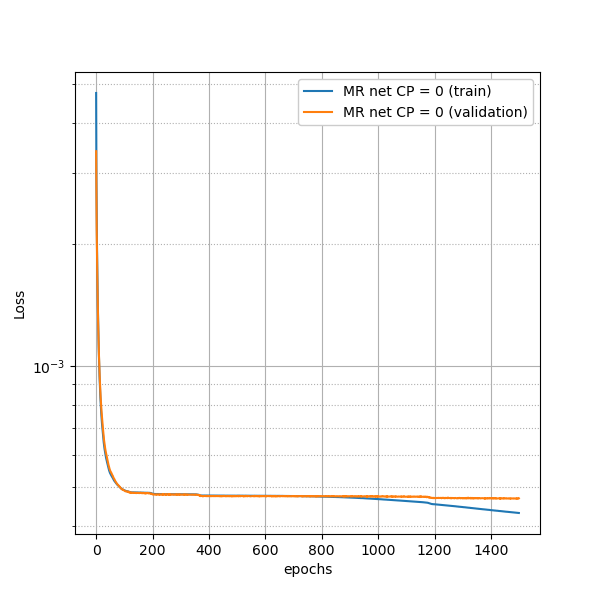 MR net CP = 0 (train)
MR net CP = 0 (validation)
Loss
10⁻³
0 200 400 600 800 1000 1200 1400
epochs